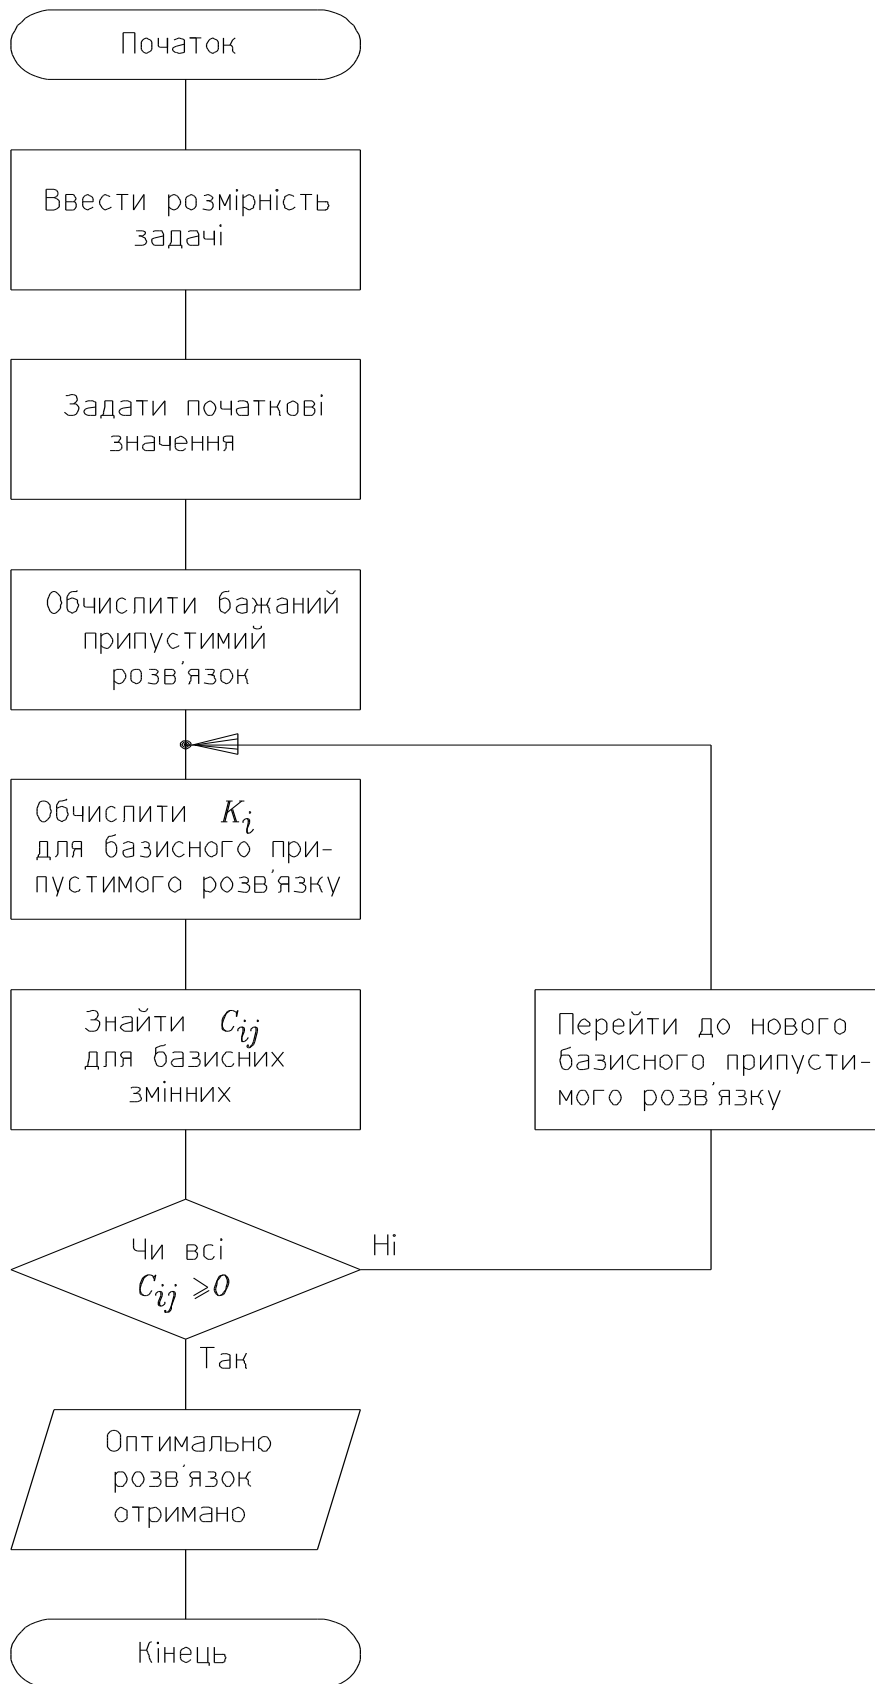 Початок
Ввести розмірність
задачі
Задати початкові
значення
Обчислити бажаний
припустимий
розв'язок
Обчислити K_i
для базисного при-
пустимого розв'язку
Знайти C_ij
для базисних
змінних
Перейти до нового
базисного припусти-
мого розв'язку
Чи всі
C_ij ⩾0
Ні
Так
Оптимально
розв'язок
отримано
Кінець